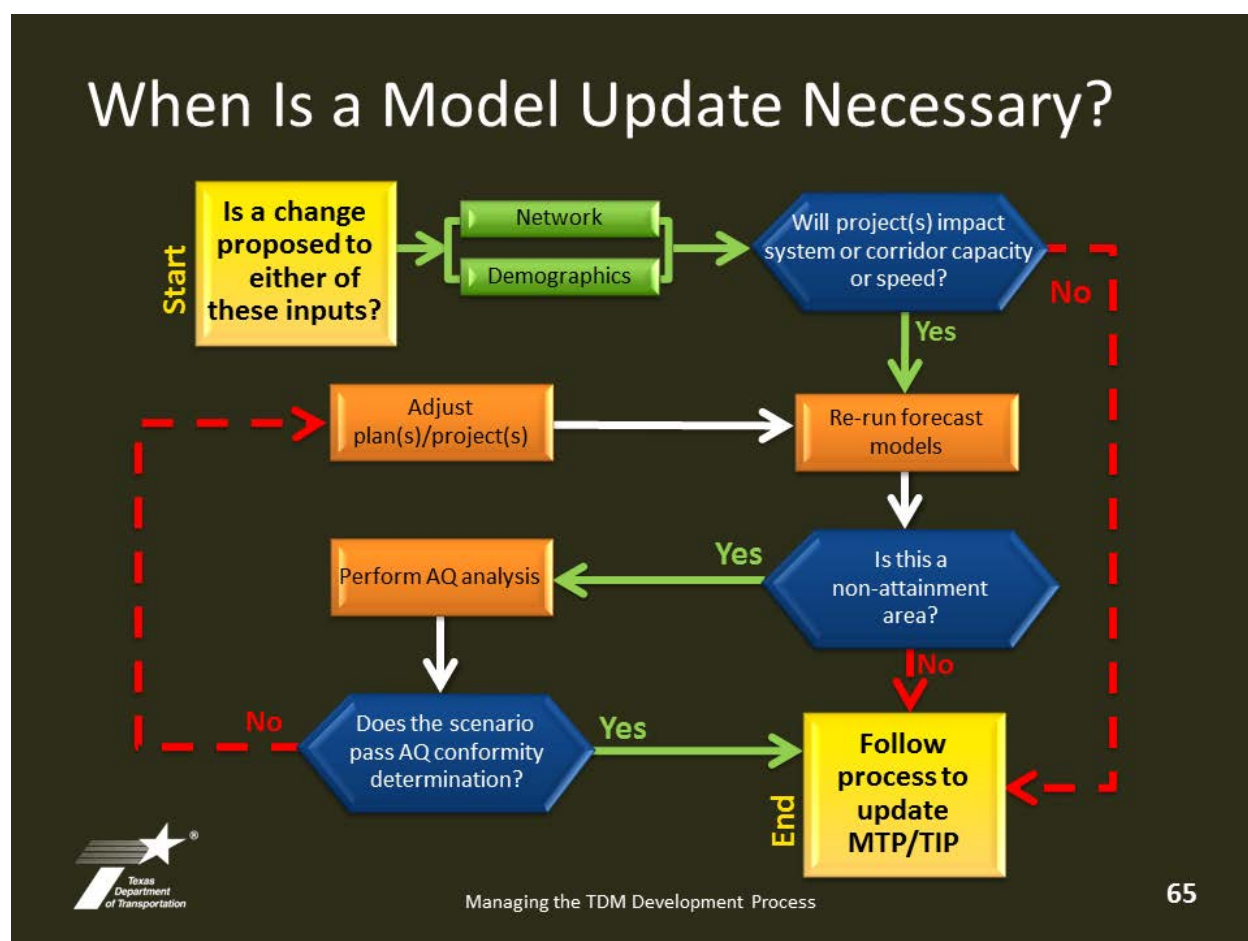 When Is a Model Update Necessary?
Start
Is a change
proposed to
either of
these inputs?
Network
Demographics
Will project(s) impact
system or corridor capacity
or speed?
No
Yes
Adjust
plan(s)/project(s)
Re-run forecast
models
Perform AQ analysis
Yes
Is this a
non-attainment
area?
No
No
Does the scenario
pass AQ conformity
determination?
Yes
End
Follow
process to
update
MTP/TIP
®
Texas
Department
of Transportation
Managing the TDM Development Process
65